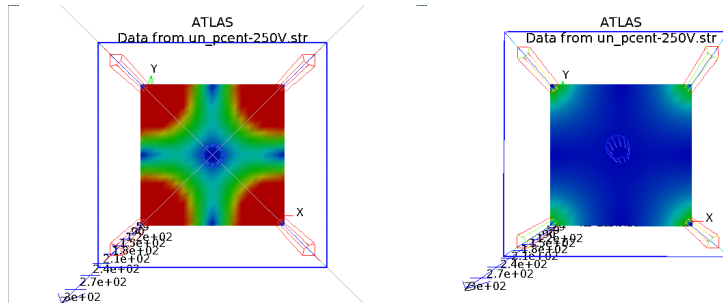 ATLAS
Data from un_pcent-250V.str
Y
X
1.2e+02
1.5e+02
1.8e+02
2.1e+02
2.4e+02
2.7e+02
3e+02
ATLAS
Data from un_pcent-250V.str
Y
X
1.5e+02
1.8e+02
2.1e+02
2.4e+02
2.7e+02
3e+02